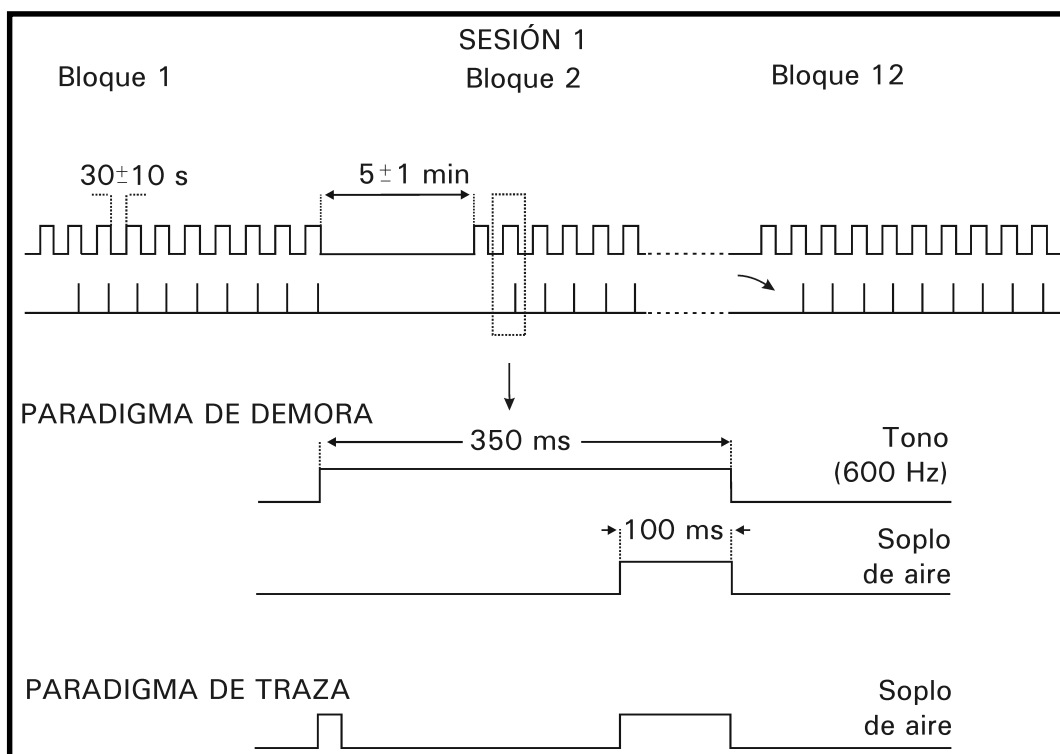 SESIÓN 1
Bloque 1
Bloque 2
Bloque 12
30±10 s
5±1 min
PARADIGMA DE DEMORA
350 ms
Tono
(600 Hz)
100 ms
Soplo
de aire
PARADIGMA DE TRAZA
Soplo
de aire